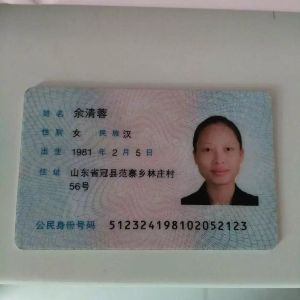 姓名 余清蓉
性别 女 民族 汉
出生 1981 年 2 月 5 日
住址 山东省冠县范寨乡林庄村
56号
公民身份号码 512324198102052123